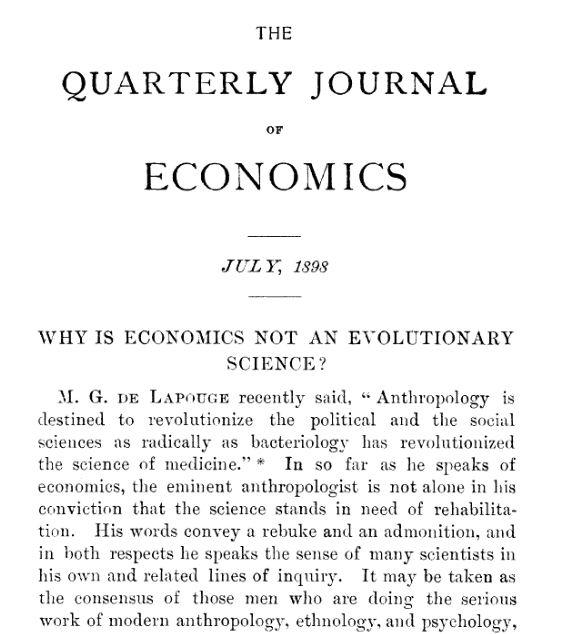 THE
QUARTERLY JOURNAL
OF
ECONOMICS
JULY, 1898
WHY IS ECONOMICS NOT AN EVOLUTIONARY
SCIENCE?
M. G. DE LAPOUGE recently said, “ Anthropology is
destined to revolutionize the political and the social
sciences as radically as bacteriology has revolutionized
the science of medicine.” * In so far as he speaks of
economics, the eminent anthropologist is not alone in his
conviction that the science stands in need of rehabilita-
tion. His words convey a rebuke and an admonition, and
in both respects he speaks the sense of many scientists in
his own and related lines of inquiry. It may be taken as
the consensus of those men who are doing the serious
work of modern anthropology, ethnology, and psychology,